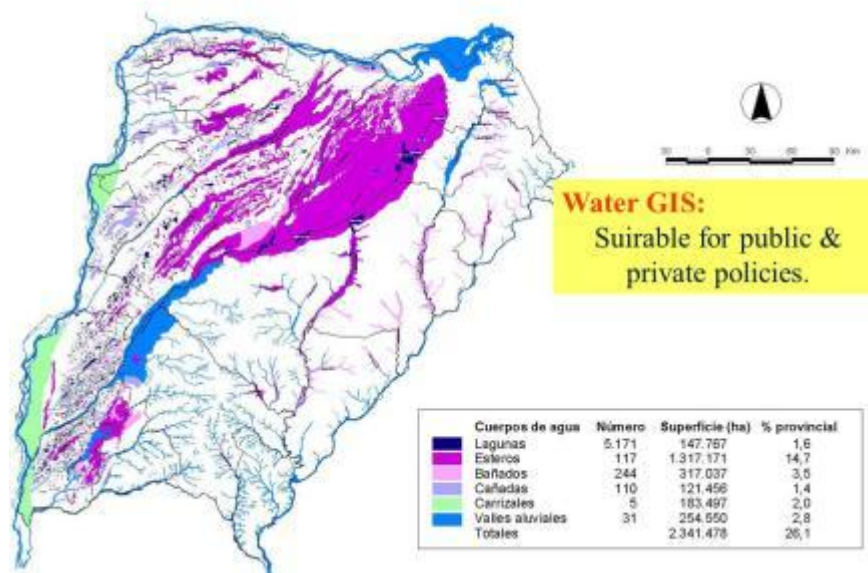 Km
Water GIS:
Suirable for public &
private policies.
Cuerpos de agua Número Superficie (ha) % provincial
Lagunas 5.171 147.767 1,6
Esteros 117 1.317.171 14,7
Bañados 244 317.037 3,5
Cañadas 110 121.456 1,4
Carrizales 5 183.497 2,0
Valles aluviales 31 254.550 2,8
Totales 2.341.478 26,1